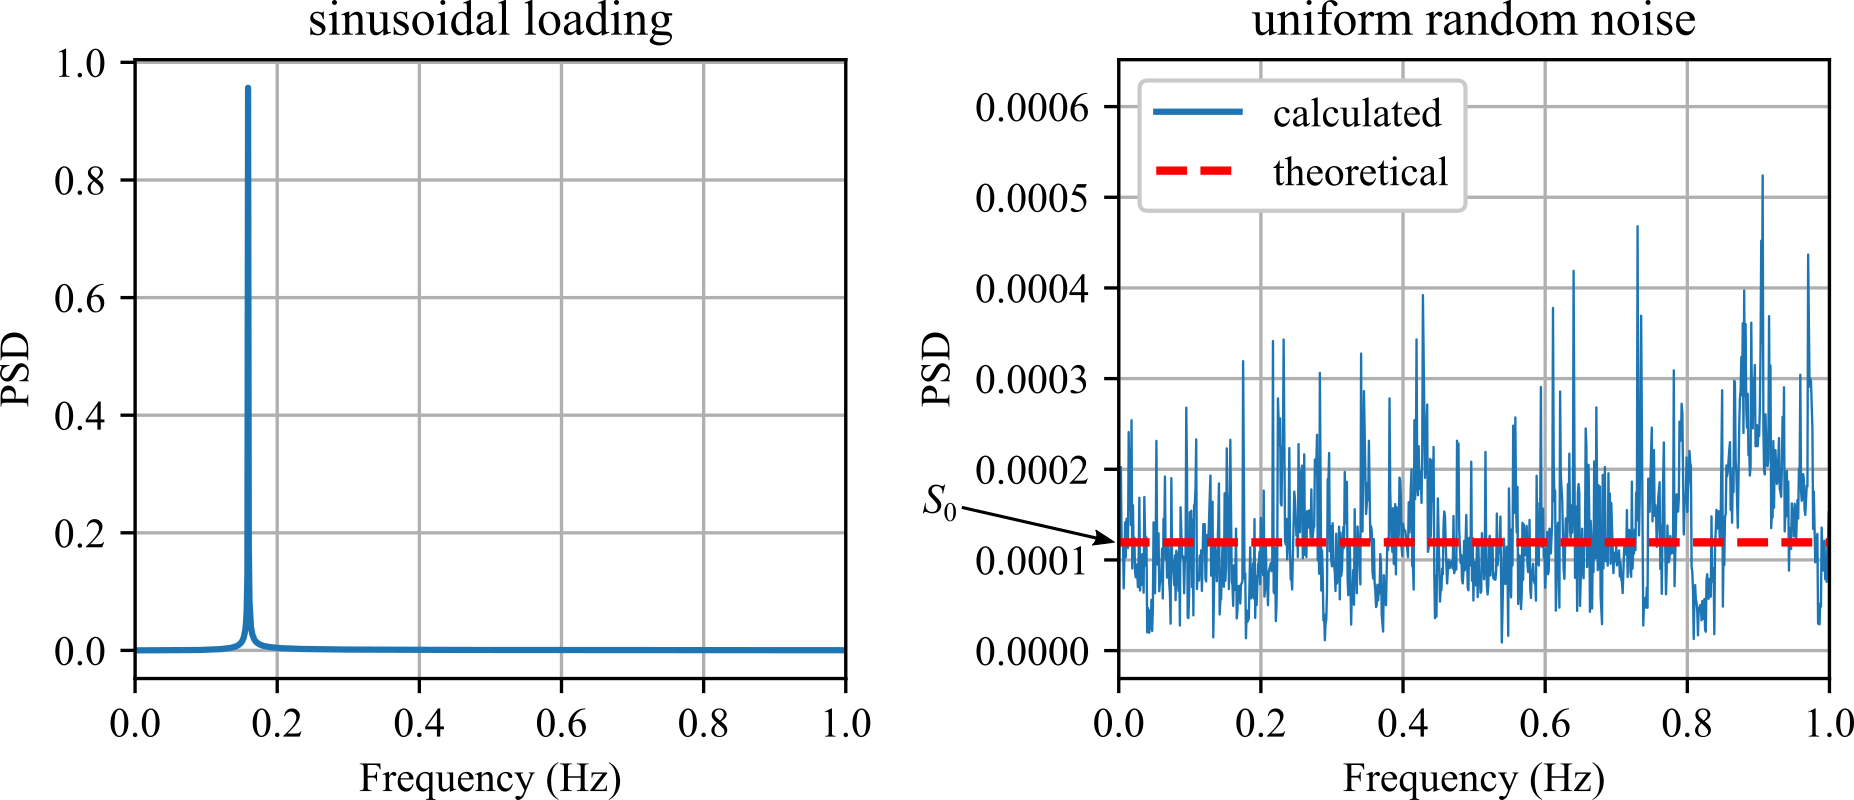 sinusoidal loading
1.0
0.8
0.6
0.4
0.2
0.0
PSD
0.0 0.2 0.4 0.6 0.8 1.0
Frequency (Hz)
uniform random noise
calculated
theoretical
0.0006
0.0005
0.0004
0.0003
0.0002
0.0001
0.0000
PSD
S0
0.0 0.2 0.4 0.6 0.8 1.0
Frequency (Hz)